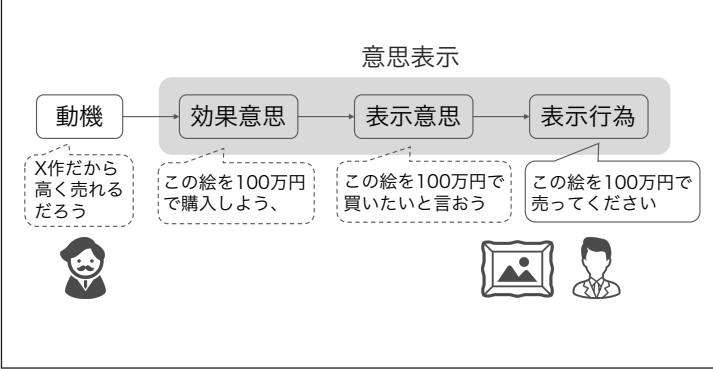 意思表示
動機
効果意思
表示意思
表示行為
X作だから
高く売れる
だろう
この絵を100万円
で購入しよう、
この絵を100万円で
買いたいと言おう
この絵を100万円で
売ってください